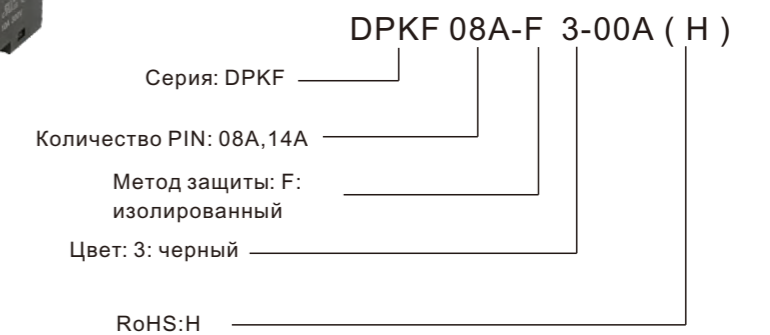 DPKF 08A-F 3-00A ( H )
Серия: DPKF
Количество PIN: 08A,14A
Метод защиты: F:
изолированный
Цвет: 3: черный
RoHS:H